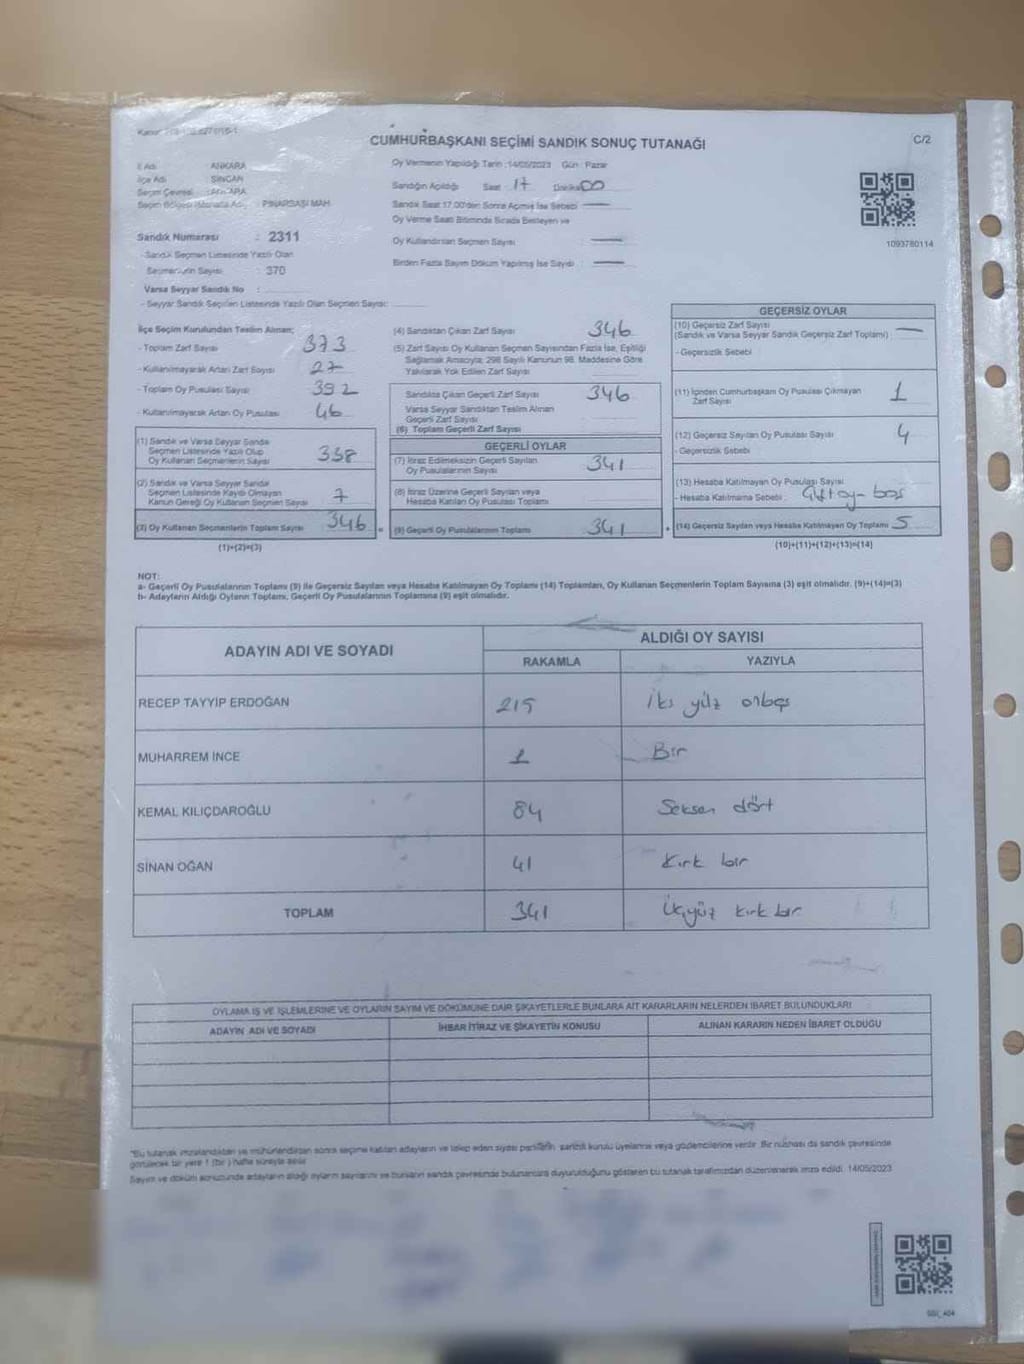 C/2
CUMHURBAŞKANI SEÇİMİ SANDIK SONUÇ TUTANAĞI
İl Adı : ANKARA
İlçe Adı : SİNCAN
Seçim Çevresi : ANKARA
PINARBAŞI MAH.
Oy Vermenin Yapıldığı Tarih : 14/05/2023 Gün : Pazar
Sandığın Açıldığı Saat 17 Dakika 00
Sandık Saat 17.00'den Sonra Açılmış İse Sebebi —
Oy Verme Saati Bitiminde Sırada Bekleyen ve
Oy Kullandırılan Seçmen Sayısı : —
Birden Fazla Sayım Döküm Yapılmış İse Sayısı : —
1093780114
Sandık Numarası : 2311
- Sandık Seçmen Listesinde Yazılı Olan
Seçmenlerin Sayısı : 370
Varsa Seyyar Sandık No :
- Seyyar Sandık Seçmen Listesinde Yazılı Olan Seçmen Sayısı:
İlçe Seçim Kurulundan Teslim Alınan;
- Toplam Zarf Sayısı 373
- Kullanılmayarak Artan Zarf Sayısı 27
- Toplam Oy Pusulası Sayısı 392
- Kullanılmayarak Artan Oy Pusulası 46
(1) Sandık ve Varsa Seyyar Sandık
Seçmen Listesinde Yazılı Olup
Oy Kullanan Seçmenlerin Sayısı
(2) Sandık ve Varsa Seyyar Sandık
Seçmen Listesinde Kayıtlı Olmayan
Kanun Gereği Oy Kullanan Seçmen Sayısı 7
(3) Oy Kullanan Seçmenlerin Toplam Sayısı 346
(1)+(2)=(3)
(4) Sandıktan Çıkan Zarf Sayısı 346
(5) Zarf Sayısı Oy Kullanan Seçmen Sayısından Fazla İse, Eşitliği
Sağlamak Amacıyla; 298 Sayılı Kanunun 98. Maddesine Göre
Yakılarak Yok Edilen Zarf Sayısı
Sandıkta Çıkan Geçerli Zarf Sayısı 346
Varsa Seyyar Sandıktan Teslim Alınan
Geçerli Zarf Sayısı
(6) Toplam Geçerli Zarf Sayısı
GEÇERLİ OYLAR
(7) İtiraz Edilmeksizin Geçerli Sayılan
Oy Pusulalarının Sayısı 341
(8) İtiraz Üzerine Geçerli Sayılan veya
Hesaba Katılan Oy Pusulası Toplamı
(9) Geçerli Oy Pusulalarının Toplamı 341
GEÇERSİZ OYLAR
(10) Geçersiz Zarf Sayısı
(Sandık ve Varsa Seyyar Sandık Geçersiz Zarf Toplamı) —
- Geçersizlik Sebebi
(11) İçinden Cumhurbaşkanı Oy Pusulası Çıkmayan
Zarf Sayısı 1
(12) Geçersiz Sayılan Oy Pusulası Sayısı 4
- Geçersizlik Sebebi
(13) Hesaba Katılmayan Oy Pusulası Sayısı
- Hesaba Katılmama Sebebi : Çift oy - boş
(14) Geçersiz Sayılan veya Hesaba Katılmayan Oy Toplamı 5
(10)+(11)+(12)+(13)=(14)
NOT:
a- Geçerli Oy Pusulalarının Toplamı (9) ile Geçersiz Sayılan veya Hesaba Katılmayan Oy Toplamı (14) Toplamları, Oy Kullanan Seçmenlerin Toplam Sayısına (3) eşit olmalıdır. (9)+(14)=(3)
b- Adayların Aldığı Oyların Toplamı, Geçerli Oy Pusulalarının Toplamına (9) eşit olmalıdır.
ADAYIN ADI VE SOYADI
ALDIĞI OY SAYISI
RAKAMLA YAZIYLA
RECEP TAYYİP ERDOĞAN 215 İki yüz onbeş
MUHARREM İNCE 1 Bir
KEMAL KILIÇDAROĞLU 84 Seksen dört
SİNAN OĞAN 41 Kırk bir
TOPLAM 341 Üçyüz kırk bir
OYLAMA İŞ VE İŞLEMLERİNE VE OYLARIN SAYIM VE DÖKÜMÜNE DAİR ŞİKAYETLERLE BUNLARA AİT KARARLARIN NELERDEN İBARET BULUNDUKLARI
ADAYIN ADI VE SOYADI İHBAR İTİRAZ VE ŞİKAYETİN KONUSU ALINAN KARARIN NEDEN İBARET OLDUĞU
"Bu tutanak imzalandıktan ve mühürlendikten sonra seçime katılan adayların ve talep eden siyasi partilerin, sandık kurulu üyelerine veya gözlemcilerine verilir. Bir nüshası da sandık çevresinde
görülecek bir yere 1 (bir) hafta süreyle asılır.
Sayım ve döküm sonucunda adayların aldığı oyların sayılarını ve bunların sandık çevresinde bulunanlara duyurulduğunu gösteren bu tutanak tarafımızdan düzenlenerek imza edildi. 14/05/2023